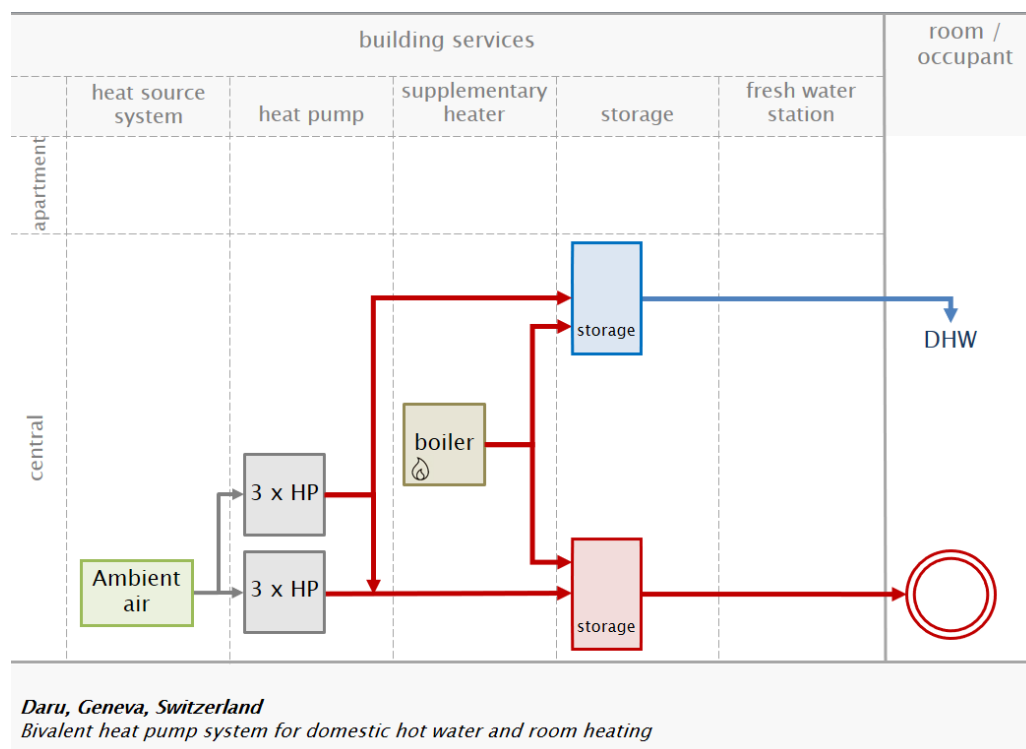 building services
room /
occupant
heat source
system
heat pump
supplementary
heater
storage
fresh water
station
apartment
central
storage
DHW
boiler
3 x HP
3 x HP
Ambient
air
storage
Daru, Geneva, Switzerland
Bivalent heat pump system for domestic hot water and room heating